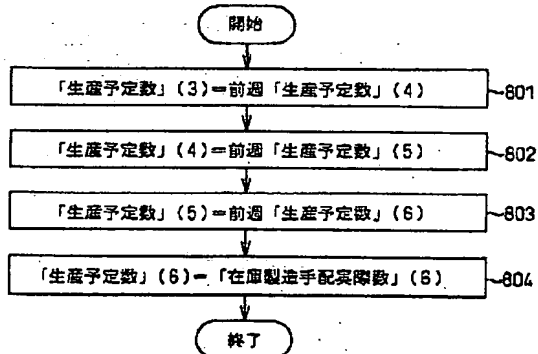 開始
「生産予定数」(3)=前週「生産予定数」(4)
801
「生産予定数」(4)=前週「生産予定数」(5)
802
「生産予定数」(5)=前週「生産予定数」(6)
803
「生産予定数」(6)=「在庫製造手配実際数」(6)
804
終了